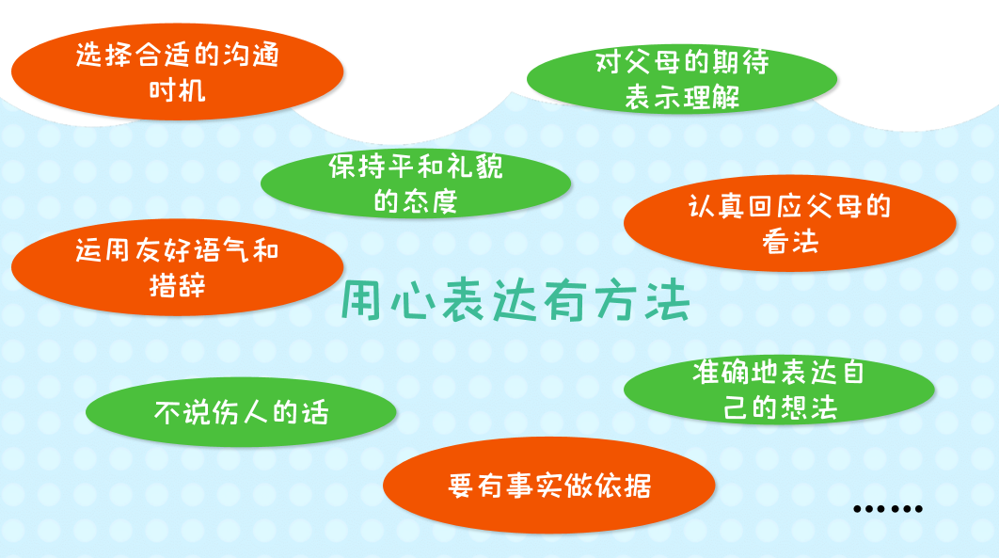 选择合适的沟通
时机
对父母的期待
表示理解
保持平和礼貌
的态度
认真回应父母的
看法
运用友好语气和
措辞
用心表达有方法
准确地表达自
己的想法
不说伤人的话
要有事实做依据
……